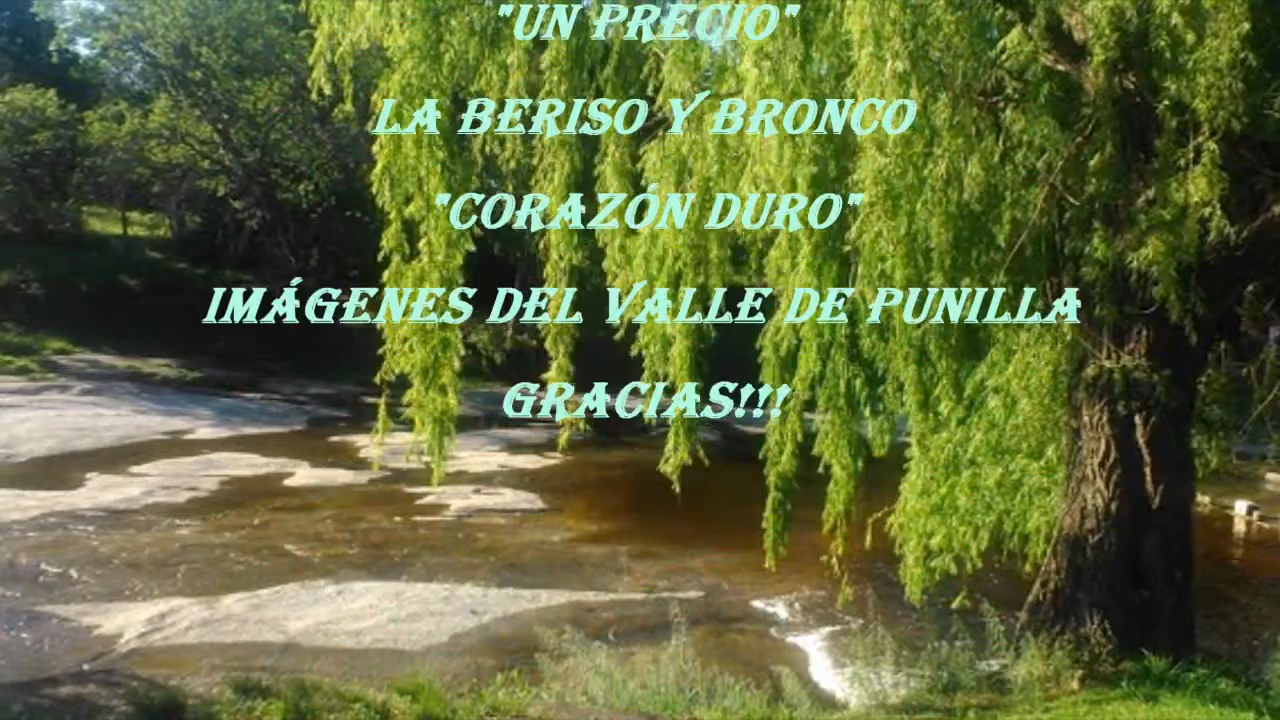 "UN PRECIO"
LA BERISO Y BRONCO
"CORAZÓN DURO"
IMÁGENES DEL VALLE DE PUNILLA
GRACIAS!!!